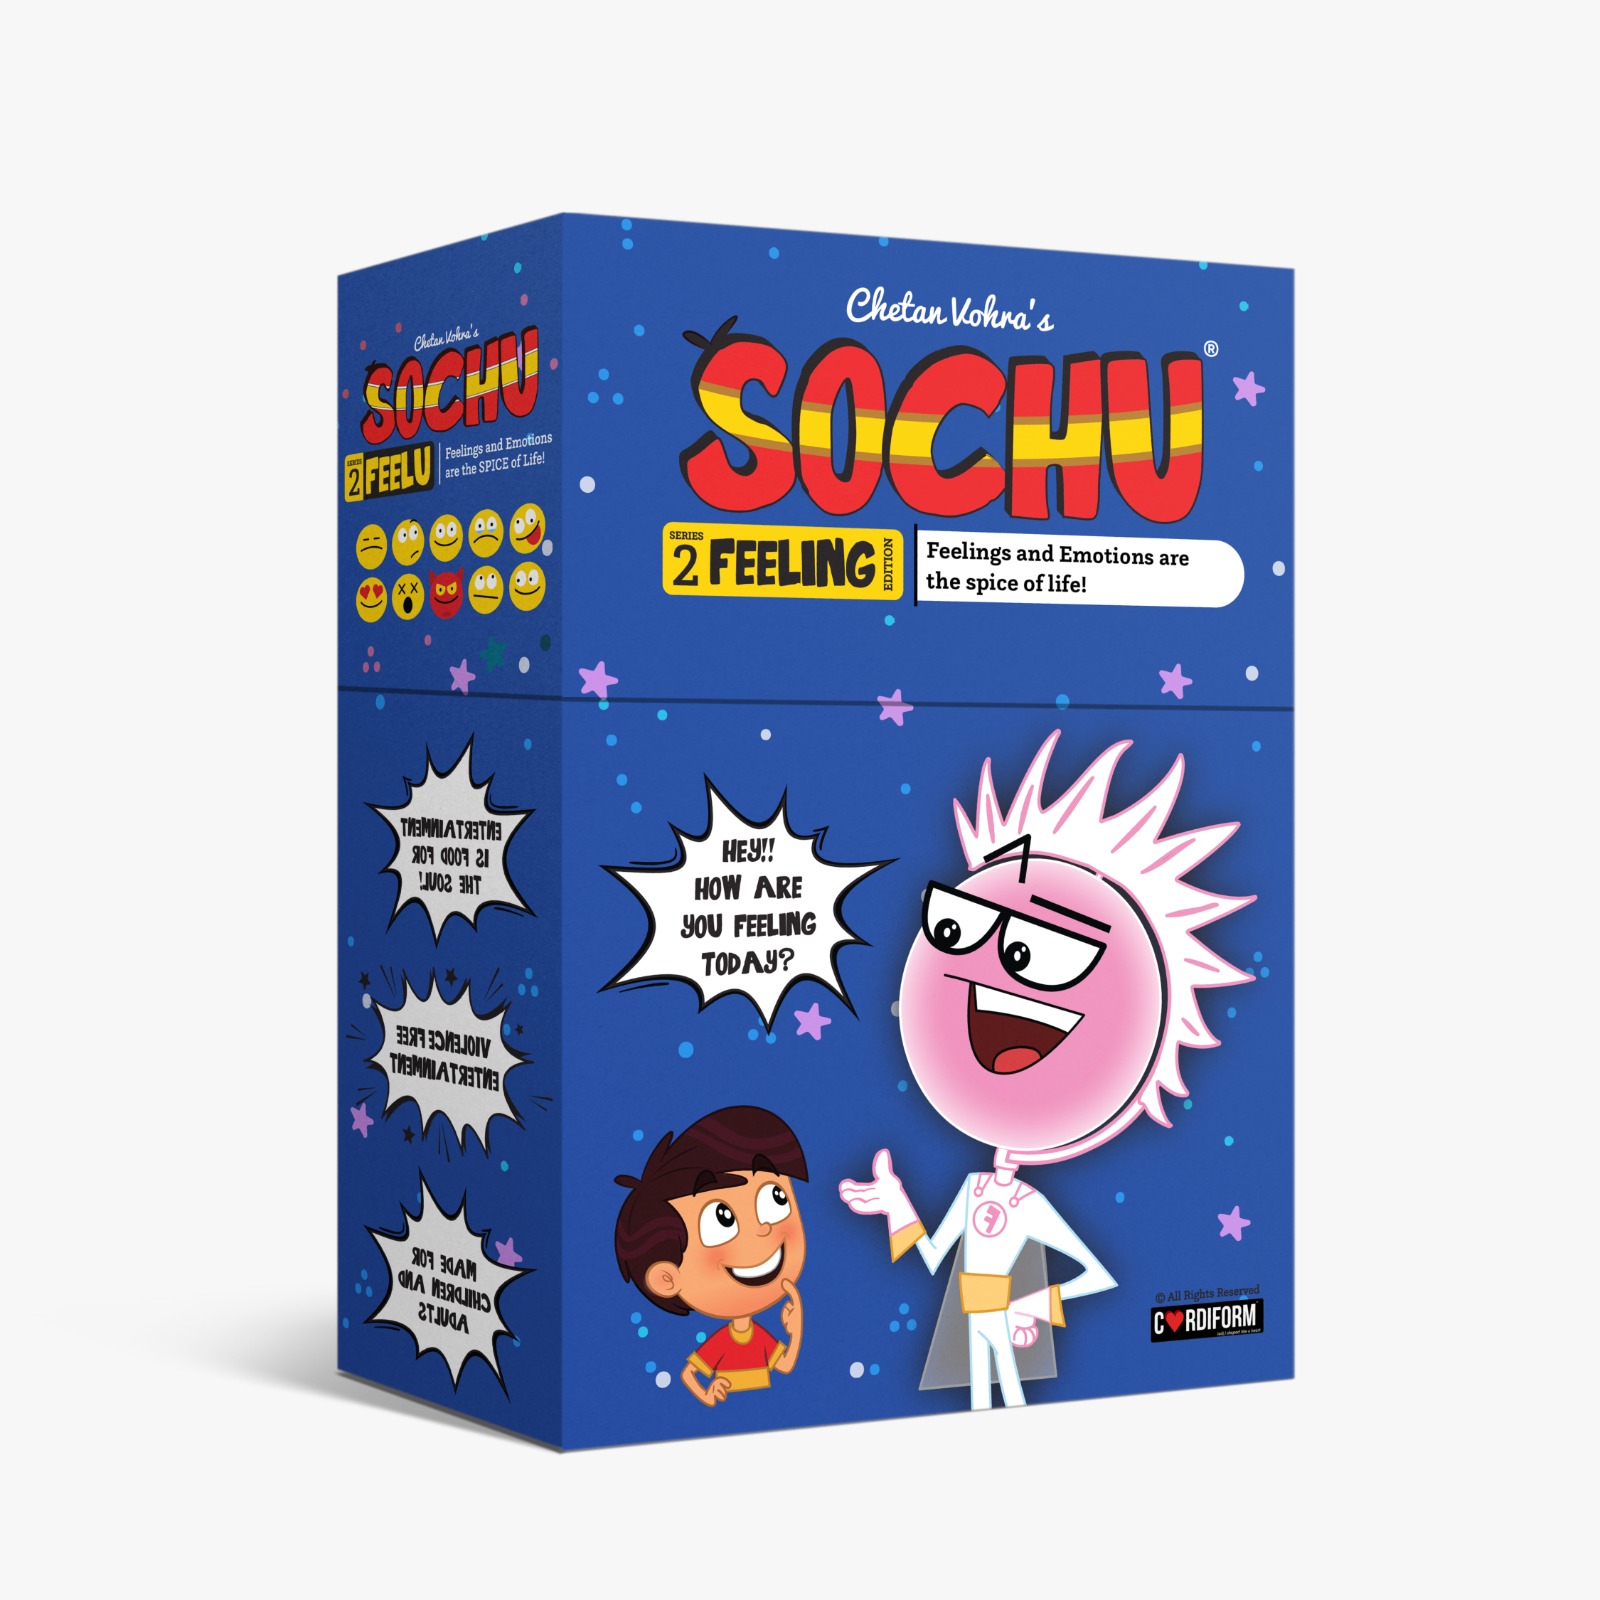 Chetan Vohra's
SOCHU®
SERIES
2 FEELING
EDITION
Feelings and Emotions are
the spice of life!
HEY!!
HOW ARE
YOU FEELING
TODAY?
F
© All Rights Reserved
C♥RDIFORM
Chetan Vohra's
SOCHU
SERIES
2 FEELU
Feelings and Emotions
are the SPICE of Life!
ENTERTAINMENT
IS FOOD FOR
THE SOUL!
VIOLENCE FREE
ENTERTAINMENT
MADE FOR
CHILDREN AND
ADULTS